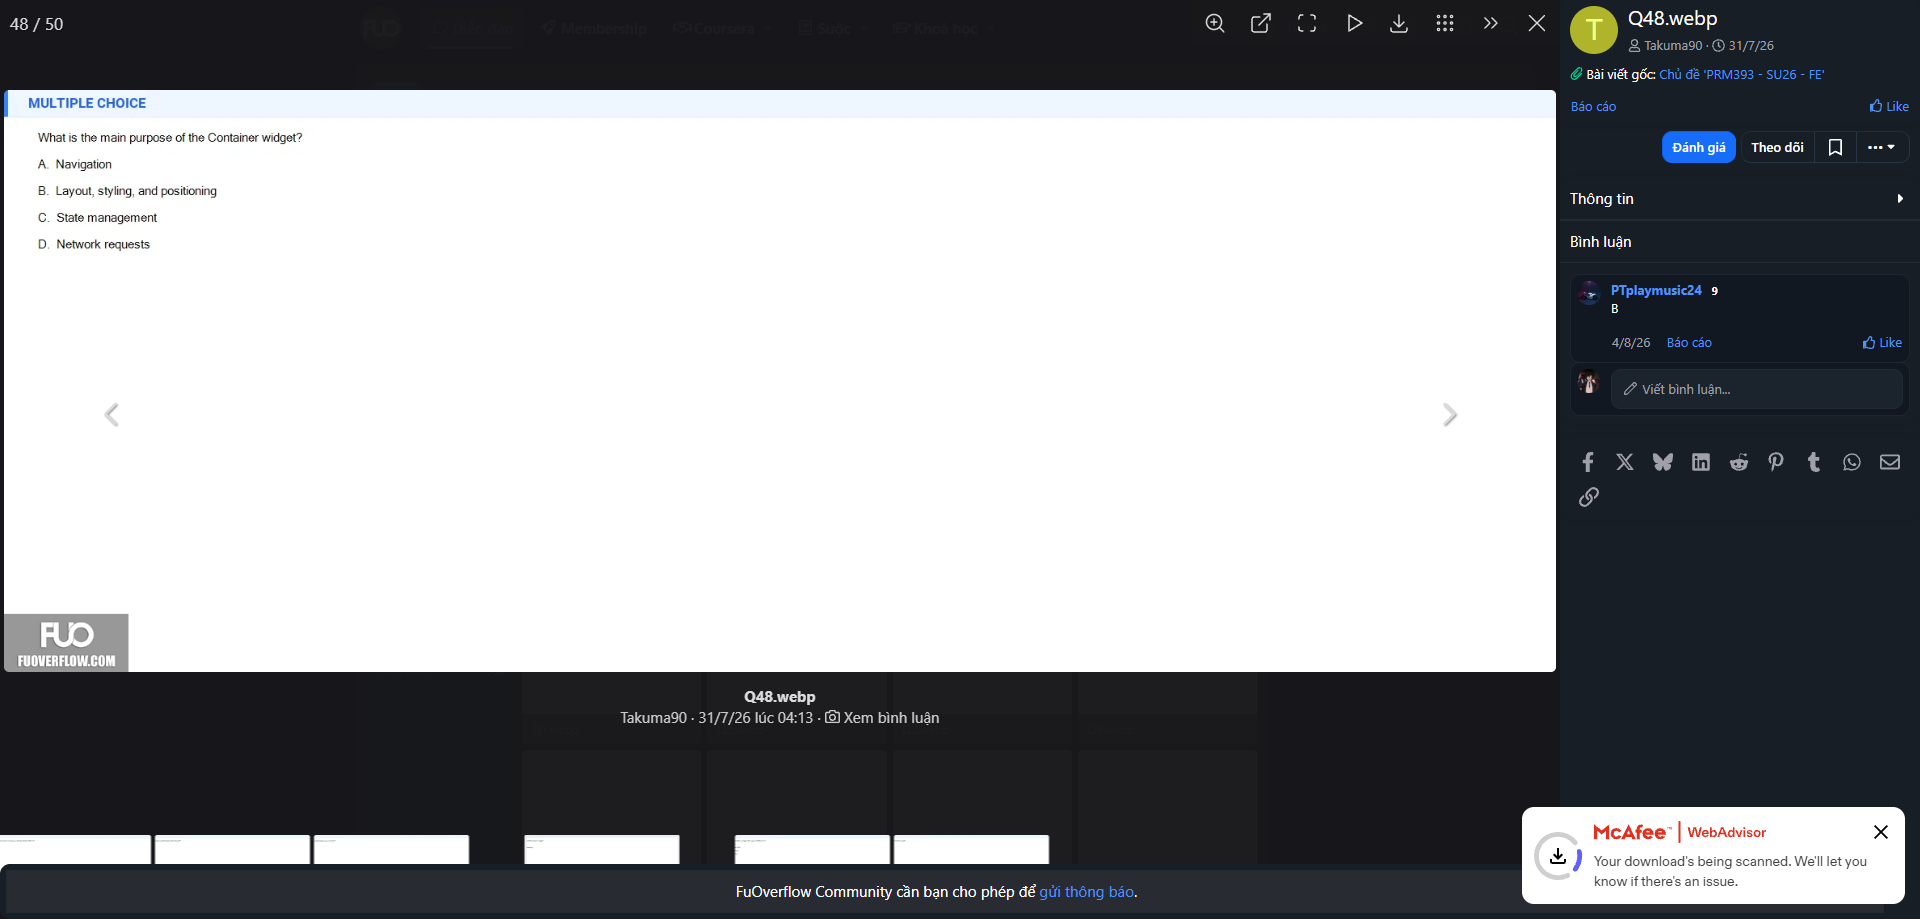 48 / 50
Membership
Coursera
Khoá học
MULTIPLE CHOICE
What is the main purpose of the Container widget?
A. Navigation
B. Layout, styling, and positioning
C. State management
D. Network requests
FUO
FUOVERFLOW.COM
Q48.webp
Takuma90 · 31/7/26 lúc 04:13 · Xem bình luận
FuOverflow Community cần bạn cho phép để gửi thông báo.
T
Q48.webp
Takuma90 · 31/7/26
Bài viết gốc: Chủ đề 'PRM393 - SU26 - FE'
Báo cáo
Like
Đánh giá
Theo dõi
Thông tin
Bình luận
PTplaymusic24 9
B
4/8/26 Báo cáo
Like
Viết bình luận...
McAfee™ | WebAdvisor
Your download's being scanned. We'll let you
know if there's an issue.